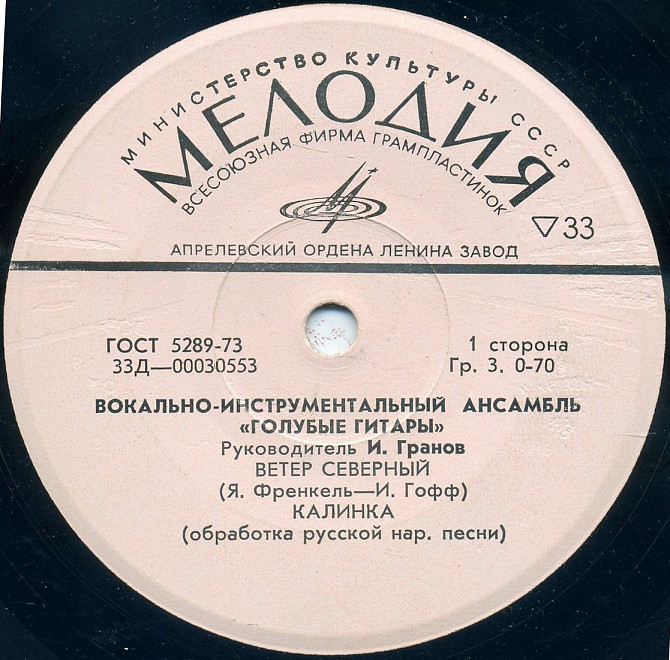 МИНИСТЕРСТВО КУЛЬТУРЫ СССР
МЕЛОДИЯ
ВСЕСОЮЗНАЯ ФИРМА ГРАМПЛАСТИНОК
▽33
АПРЕЛЕВСКИЙ ОРДЕНА ЛЕНИНА ЗАВОД
ГОСТ 5289-73
1 сторона
33Д—00030553
Гр. 3. 0-70
ВОКАЛЬНО-ИНСТРУМЕНТАЛЬНЫЙ АНСАМБЛЬ
«ГОЛУБЫЕ ГИТАРЫ»
Руководитель И. Гранов
ВЕТЕР СЕВЕРНЫЙ
(Я. Френкель—И. Гофф)
КАЛИНКА
(обработка русской нар. песни)